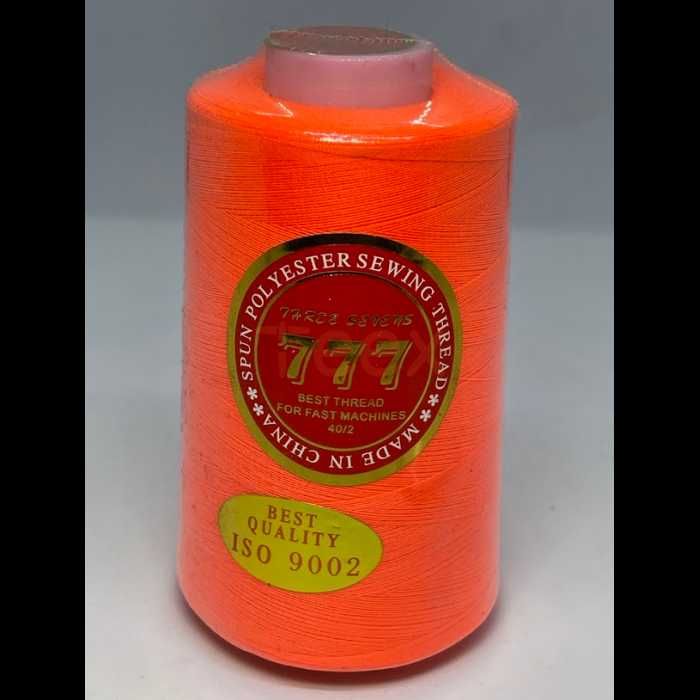 SPUN POLYESTER SEWING THREAD
THREE SEVENS
777
BEST THREAD
FOR FAST MACHINES
40/2
** MADE IN CHINA **
BEST
QUALITY
ISO 9002